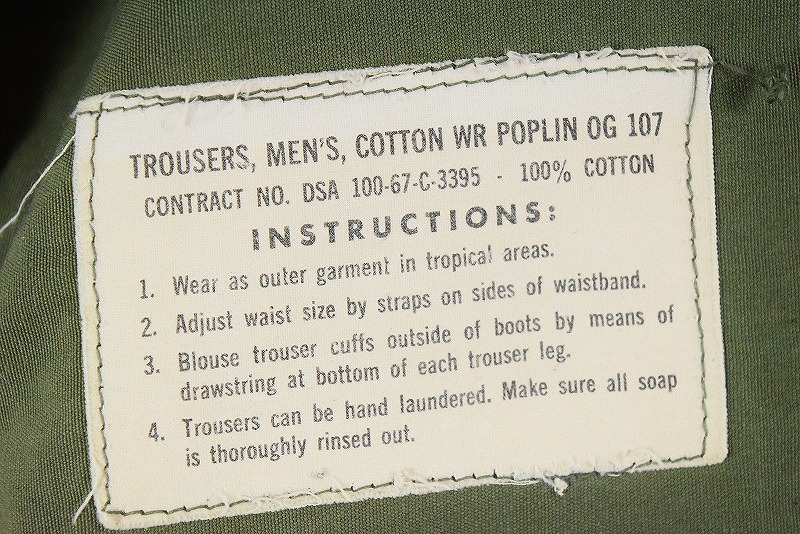 TROUSERS, MEN'S, COTTON WR POPLIN OG 107
CONTRACT NO. DSA 100-67-C-3395 - 100% COTTON
INSTRUCTIONS:
1. Wear as outer garment in tropical areas.
2. Adjust waist size by straps on sides of waistband.
3. Blouse trouser cuffs outside of boots by means of
drawstring at bottom of each trouser leg.
4. Trousers can be hand laundered. Make sure all soap
is thoroughly rinsed out.